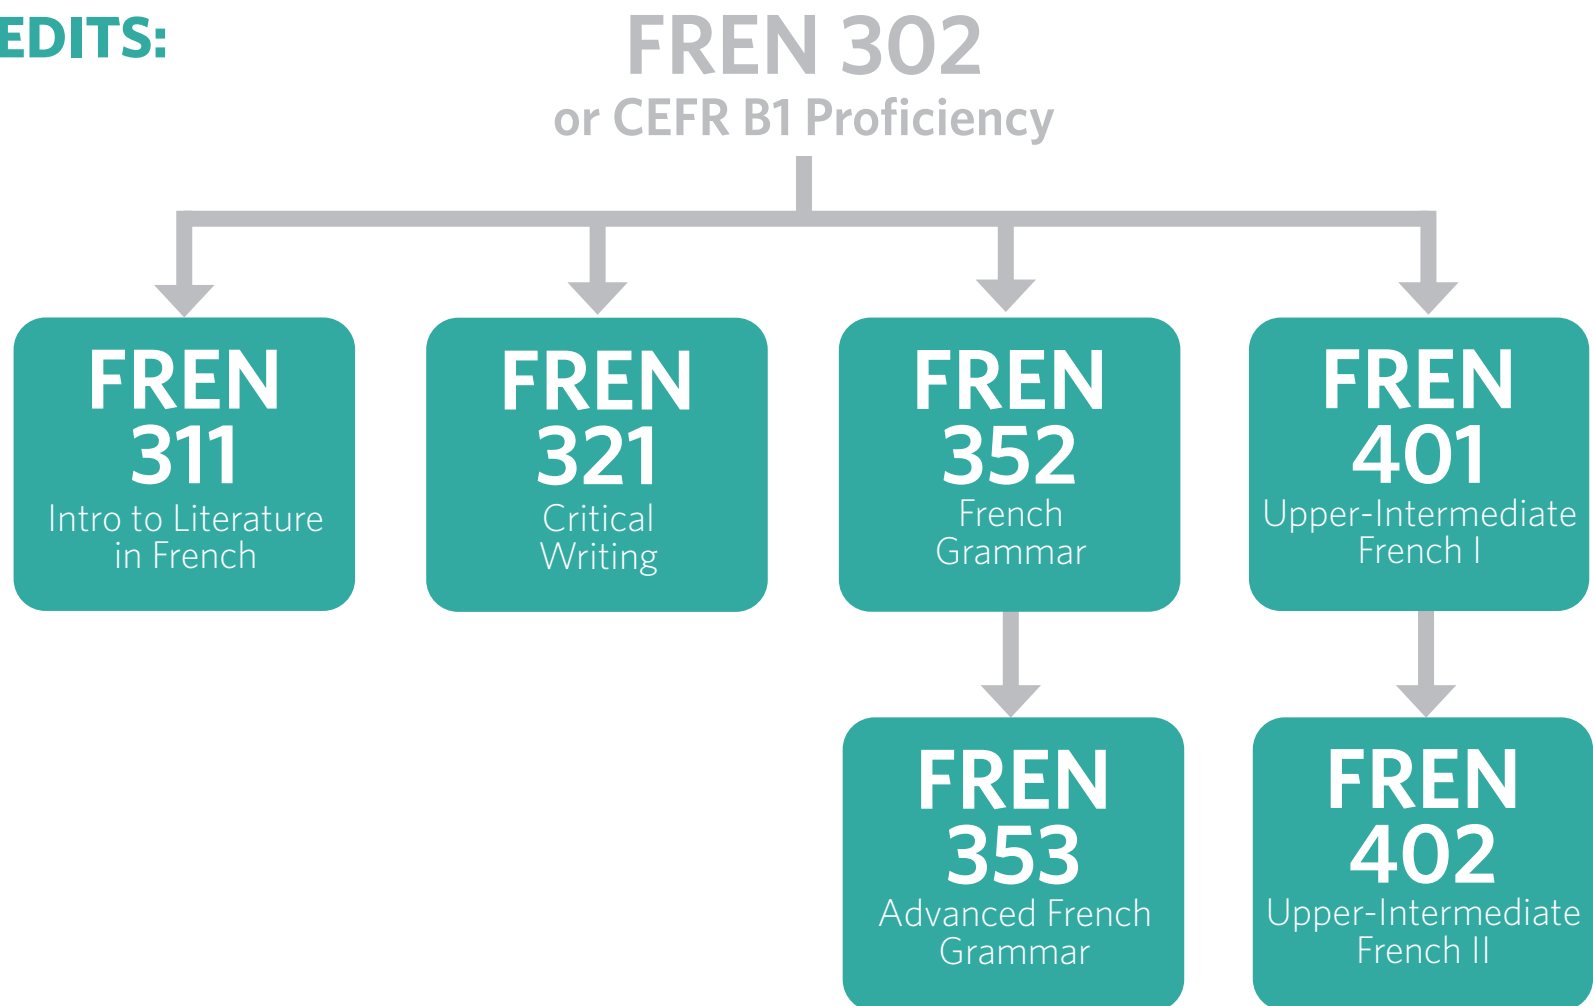 EDITS:
FREN 302
or CEFR B1 Proficiency
FREN
311
Intro to Literature
in French
FREN
321
Critical
Writing
FREN
352
French
Grammar
FREN
401
Upper-Intermediate
French I
FREN
353
Advanced French
Grammar
FREN
402
Upper-Intermediate
French II